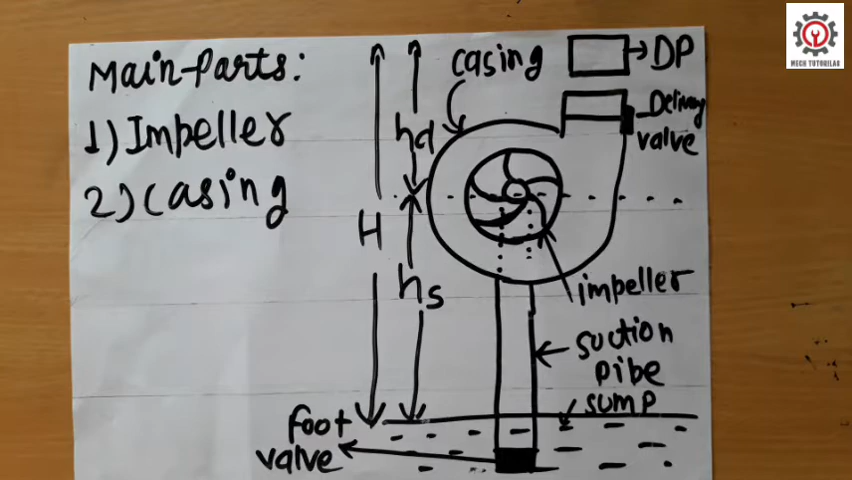 Main-Parts:
1) Impeller
2) Casing
casing
DP
Delivery
valve
hd
H
hs
impeller
suction
pibe
sump
foot
valve
MECH TUTORILAS